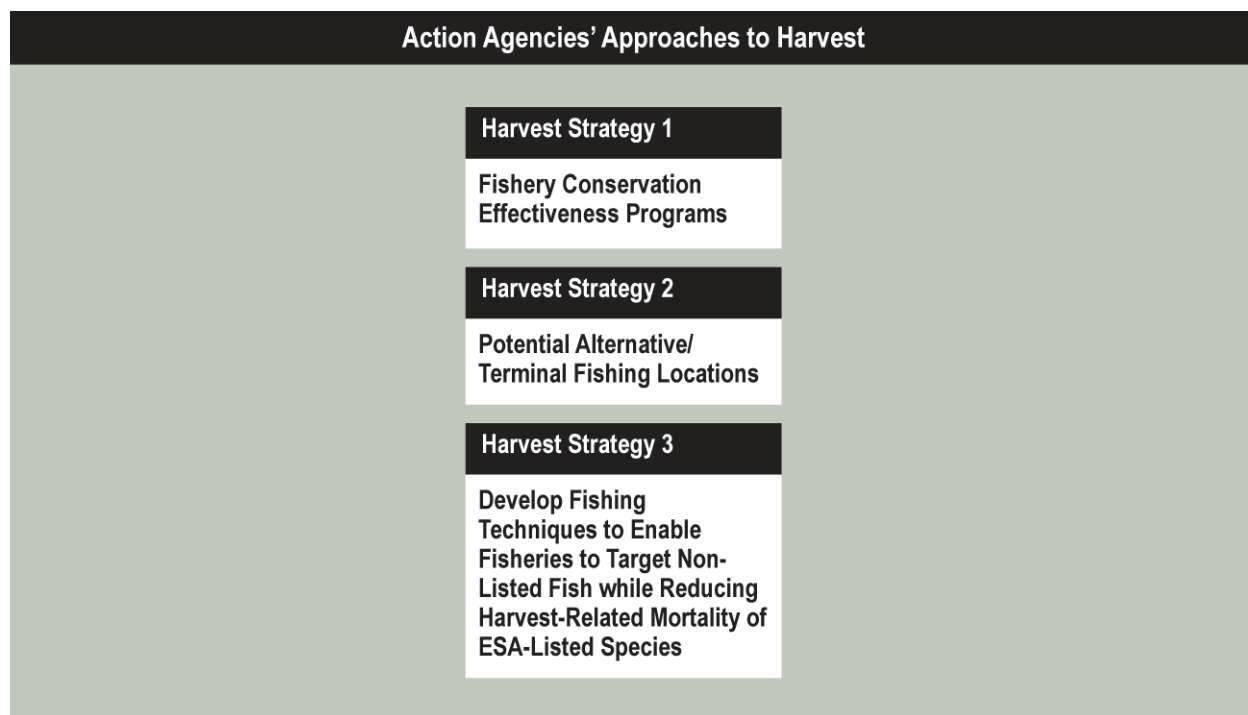 Action Agencies’ Approaches to Harvest
Harvest Strategy 1
Fishery Conservation
Effectiveness Programs
Harvest Strategy 2
Potential Alternative/
Terminal Fishing Locations
Harvest Strategy 3
Develop Fishing
Techniques to Enable
Fisheries to Target Non-
Listed Fish while Reducing
Harvest-Related Mortality of
ESA-Listed Species